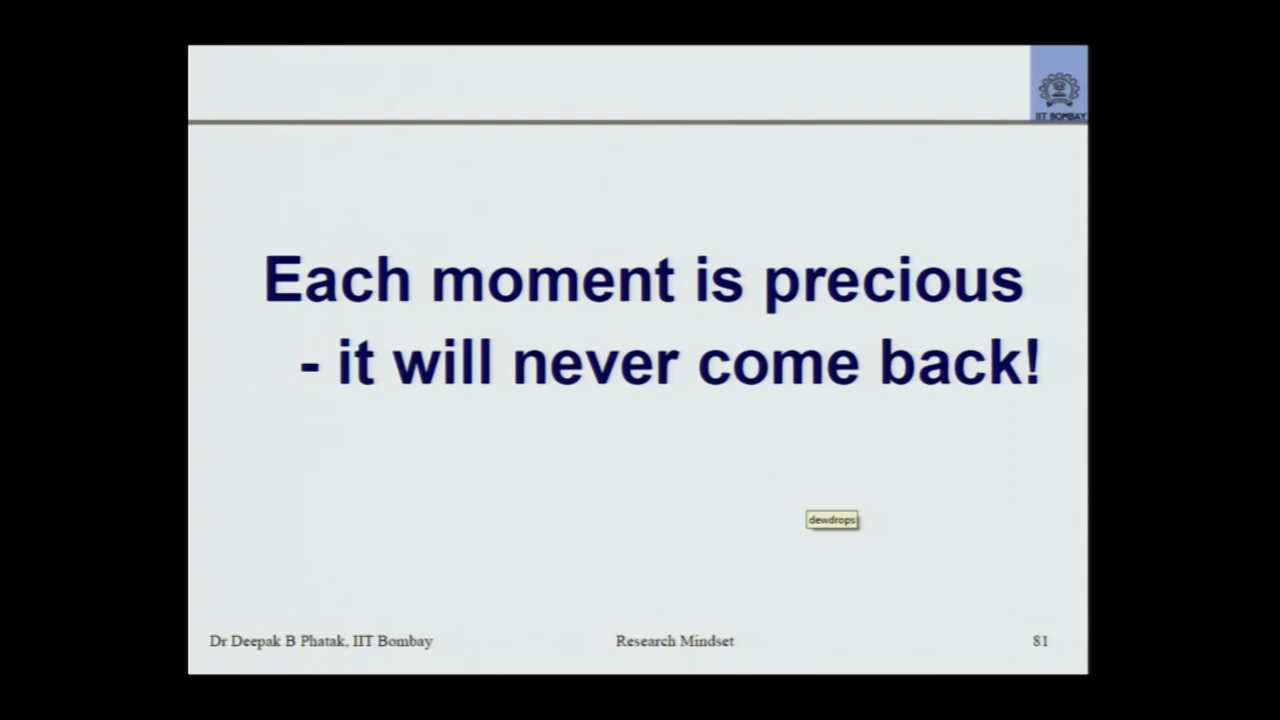 IIT BOMBAY
Each moment is precious
- it will never come back!
dewdrops
Dr Deepak B Phatak, IIT Bombay
Research Mindset
81